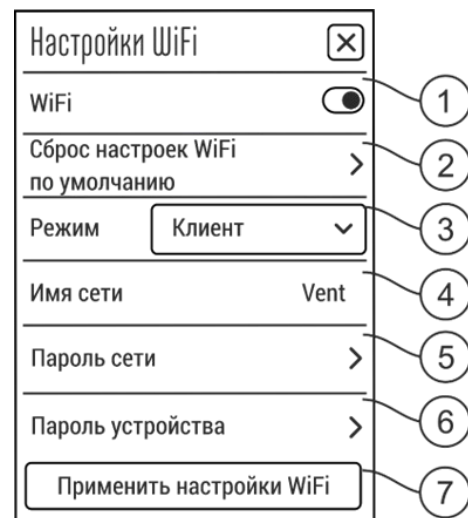 Настройки WiFi
WiFi
1
Сброс настроек WiFi
по умолчанию
2
Режим Клиент
3
Имя сети Vent
4
Пароль сети
5
Пароль устройства
6
Применить настройки WiFi
7